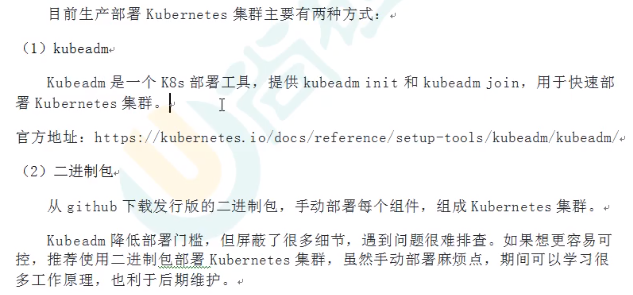 目前生产部署 Kubernetes 集群主要有两种方式：
（1）kubeadm
Kubeadm 是一个 K8s 部署工具，提供 kubeadm init 和 kubeadm join，用于快速部
署 Kubernetes 集群。
官方地址：https://kubernetes.io/docs/reference/setup-tools/kubeadm/kubeadm/
（2）二进制包
从 github 下载发行版的二进制包，手动部署每个组件，组成 Kubernetes 集群。
Kubeadm 降低部署门槛，但屏蔽了很多细节，遇到问题很难排查。如果想更容易可
控，推荐使用二进制包部署 Kubernetes 集群，虽然手动部署麻烦点，期间可以学习很
多工作原理，也利于后期维护。